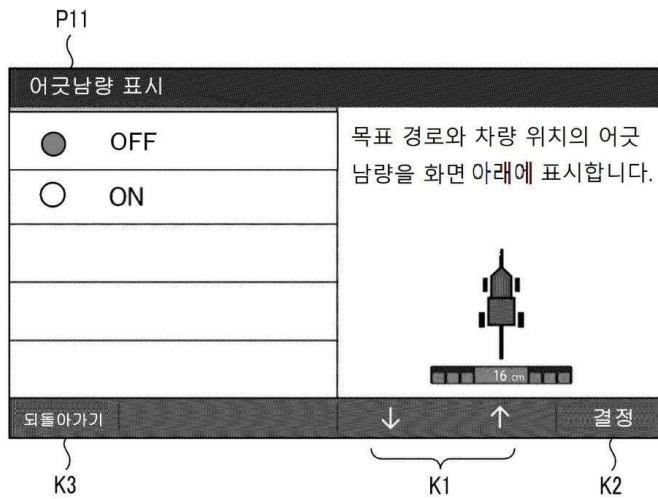 P11
어긋남량 표시
OFF
ON
목표 경로와 차량 위치의 어긋
남량을 화면 아래에 표시합니다.
16 cm
되돌아가기 ↓ ↑ 결정
K3 K1 K2